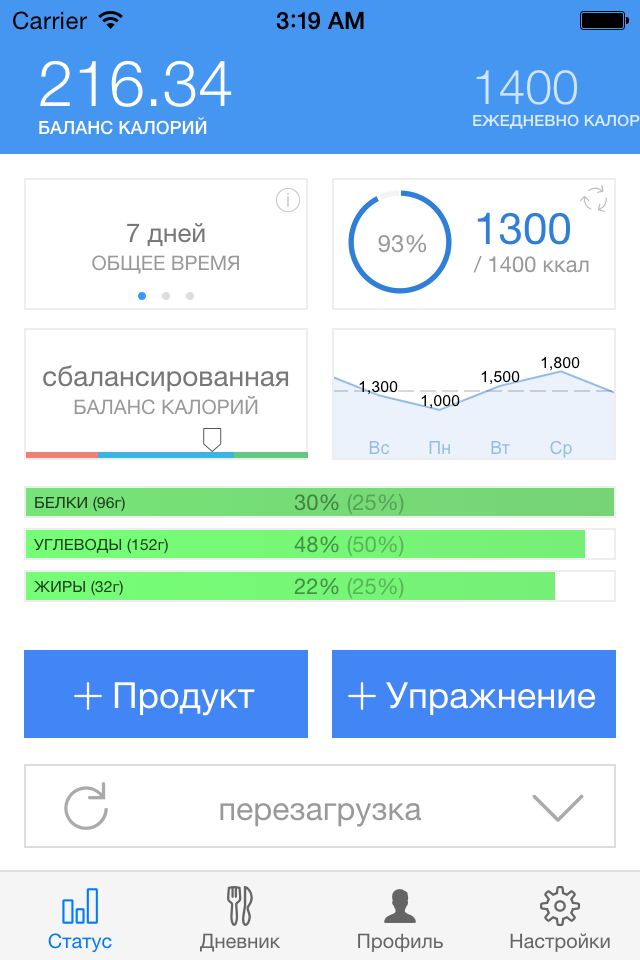 Carrier 3:19 AM
216.34
БАЛАНС КАЛОРИЙ
1400
ЕЖЕДНЕВНО КАЛОР
7 дней
ОБЩЕЕ ВРЕМЯ
93%
1300
/ 1400 ккал
сбалансированная
БАЛАНС КАЛОРИЙ
1,300 1,000 1,500 1,800
Вс Пн Вт Ср
БЕЛКИ (96г) 30% (25%)
УГЛЕВОДЫ (152г) 48% (50%)
ЖИРЫ (32г) 22% (25%)
+ Продукт
+ Упражнение
перезагрузка
Статус Дневник Профиль Настройки